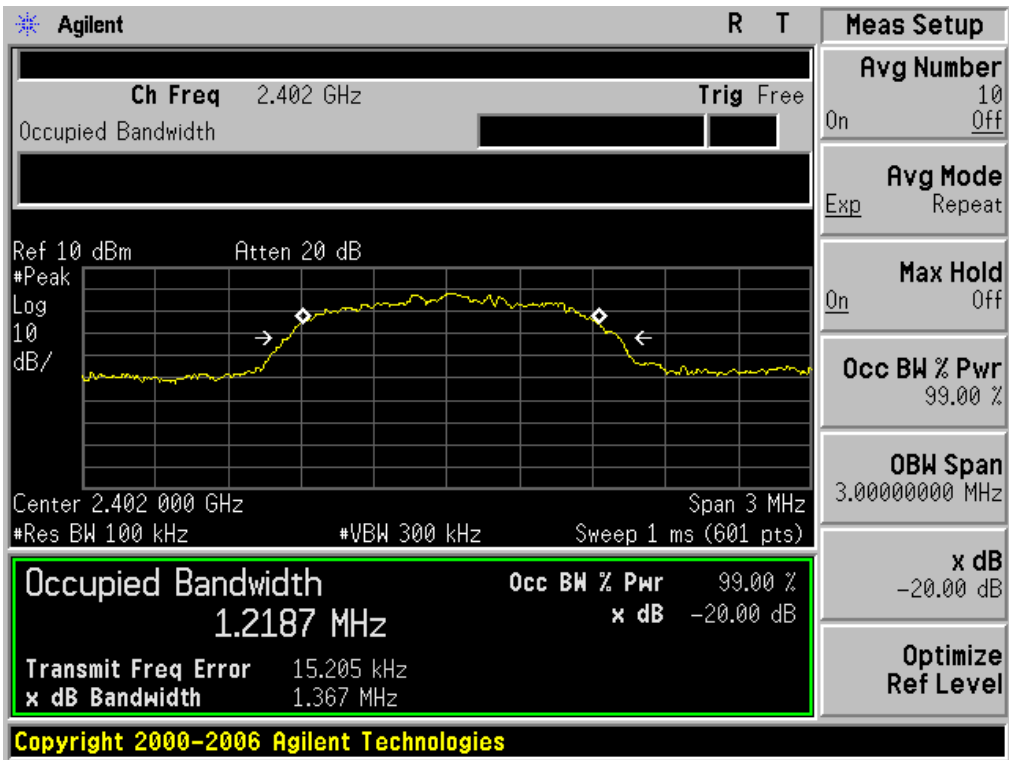 Agilent R T
Ch Freq 2.402 GHz Trig Free
Occupied Bandwidth
Ref 10 dBm Atten 20 dB
#Peak
Log
10
dB/
Center 2.402 000 GHz Span 3 MHz
#Res BW 100 kHz #VBW 300 kHz Sweep 1 ms (601 pts)
Occupied Bandwidth Occ BW % Pwr 99.00 %
1.2187 MHz x dB -20.00 dB
Transmit Freq Error 15.205 kHz
x dB Bandwidth 1.367 MHz
Copyright 2000-2006 Agilent Technologies
Meas Setup
Avg Number
10
On Off
Avg Mode
Exp Repeat
Max Hold
On Off
Occ BW % Pwr
99.00 %
OBW Span
3.00000000 MHz
x dB
-20.00 dB
Optimize
Ref Level